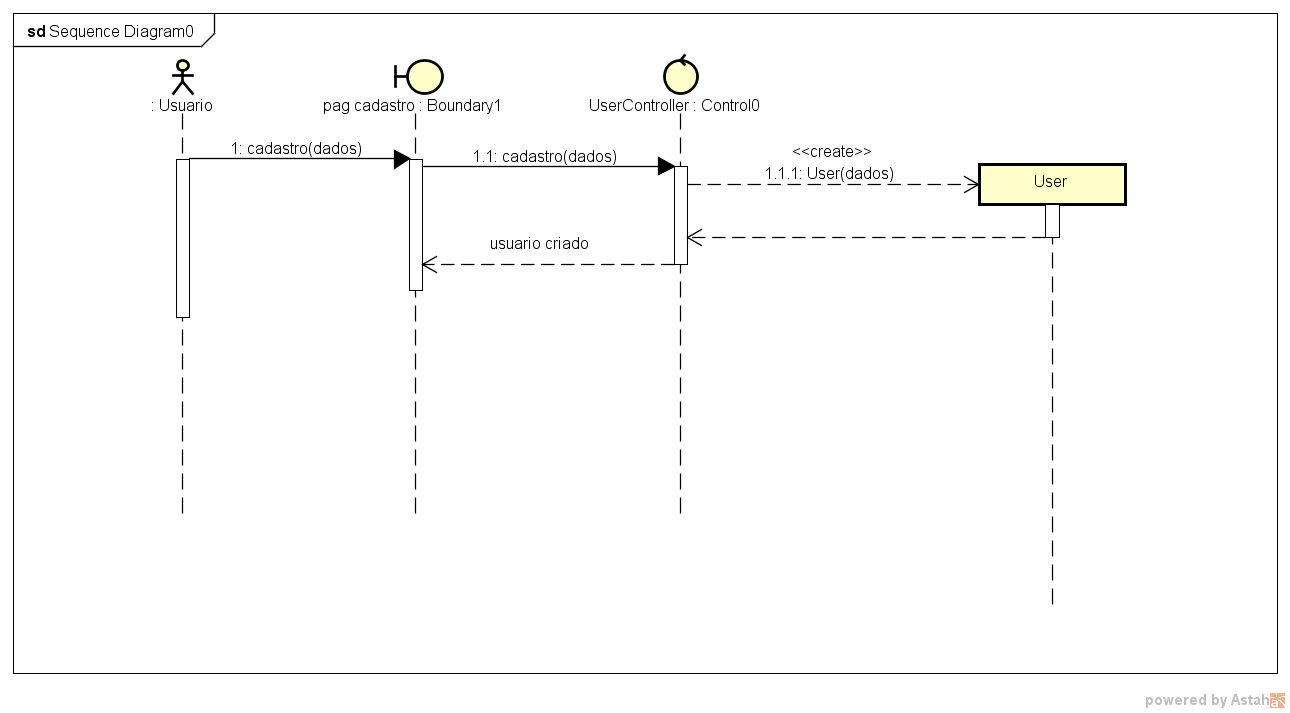 sd Sequence Diagram0
: Usuario
pag cadastro : Boundary1
UserController : Control0
1: cadastro(dados)
1.1: cadastro(dados)
<<create>>
1.1.1: User(dados)
User
usuario criado
powered by Astah